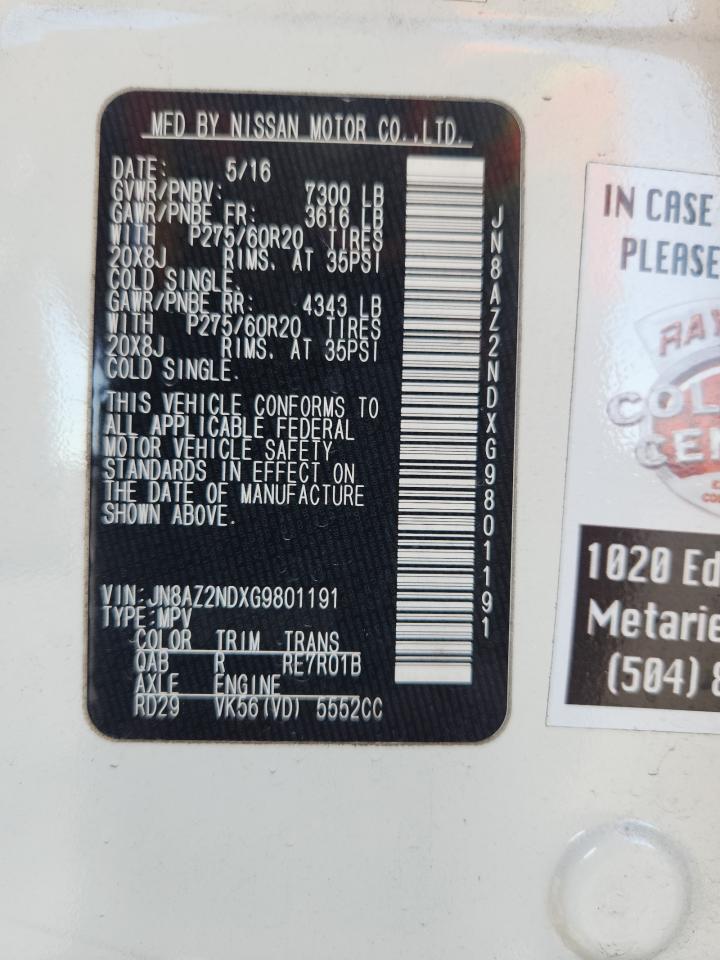 MFD BY NISSAN MOTOR CO.,LTD.
DATE: 5/16
GVWR/PNBV: 7300 LB
GAWR/PNBE FR: 3616 LB
WITH P275/60R20 TIRES
20X8J RIMS, AT 35PSI
COLD SINGLE.
GAWR/PNBE RR: 4343 LB
WITH P275/60R20 TIRES
20X8J RIMS, AT 35PSI
COLD SINGLE.
THIS VEHICLE CONFORMS TO
ALL APPLICABLE FEDERAL
MOTOR VEHICLE SAFETY
STANDARDS IN EFFECT ON
THE DATE OF MANUFACTURE
SHOWN ABOVE.
VIN:JN8AZ2NDXG9801191
TYPE:MPV
COLOR TRIM TRANS
QAB R RE7R01B
AXLE ENGINE
RD29 VK56(VD) 5552CC
JN8AZ2NDXG9801191
IN CASE
PLEASE
RAY
COL
CE
1020 Ed
Metarie
(504) 8